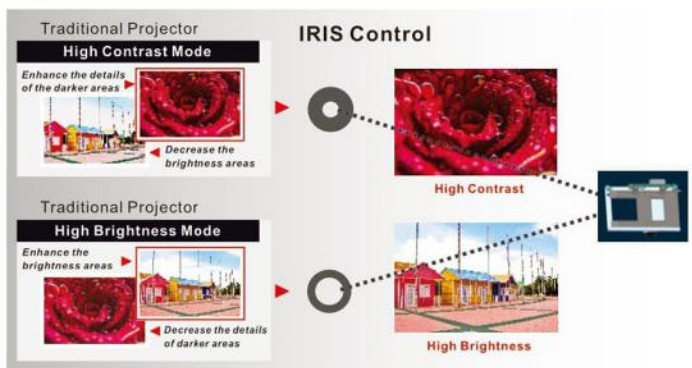 Traditional Projector
High Contrast Mode
Enhance the details
of the darker areas
Decrease the
brightness areas
IRIS Control
High Contrast
Traditional Projector
High Brightness Mode
Enhance the
brightness areas
Decrease the details
of darker areas
High Brightness